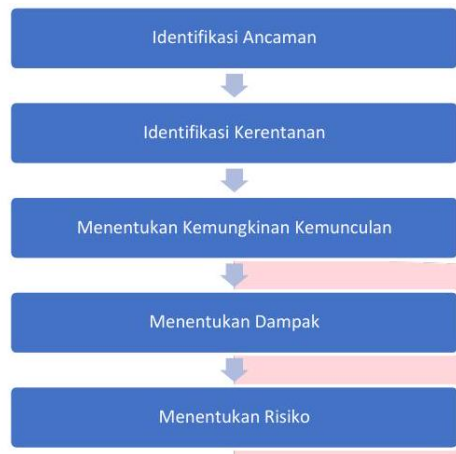 Identifikasi Ancaman
Identifikasi Kerentanan
Menentukan Kemungkinan Kemunculan
Menentukan Dampak
Menentukan Risiko